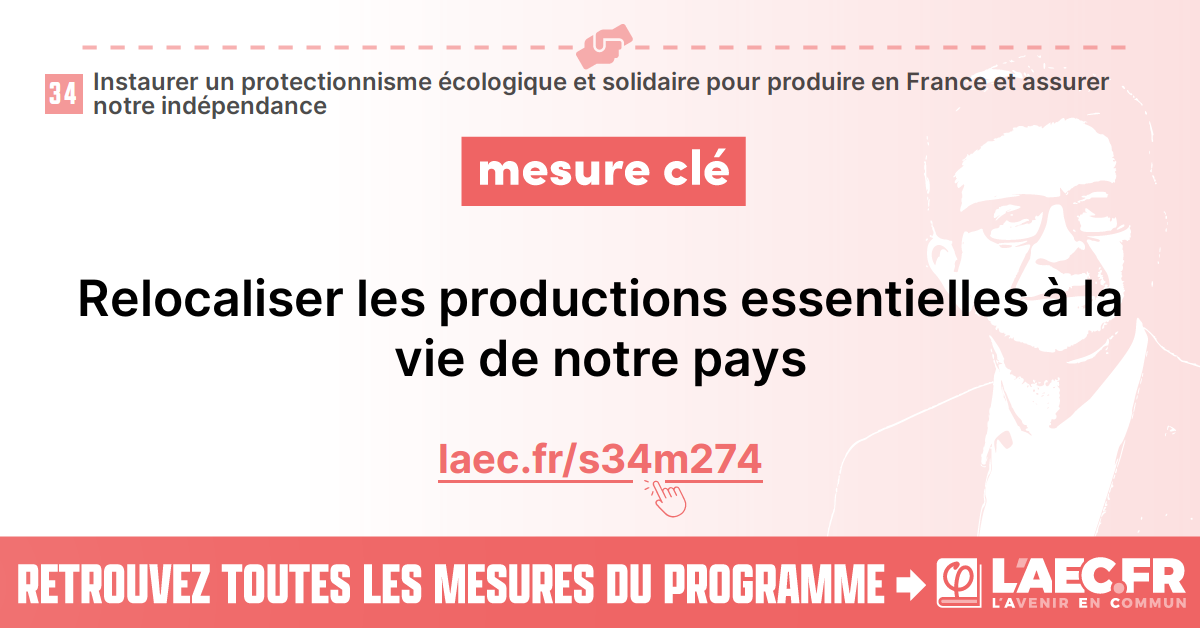 34
Instaurer un protectionnisme écologique et solidaire pour produire en France et assurer
notre indépendance
mesure clé
Relocaliser les productions essentielles à la
vie de notre pays
laec.fr/s34m274
RETROUVEZ TOUTES LES MESURES DU PROGRAMME
φ
L'AEC.FR
L'AVENIR EN COMMUN